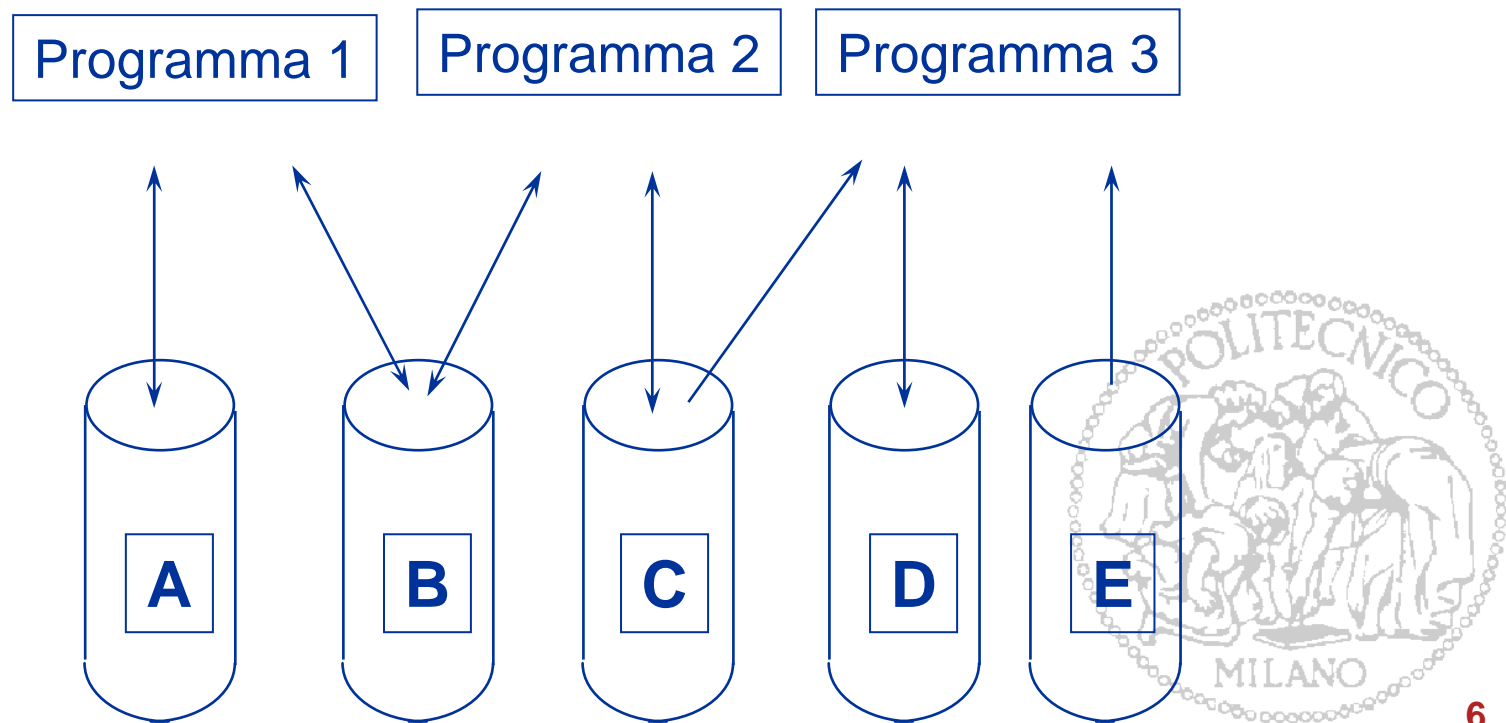 Programma 1 Programma 2 Programma 3
A B C D E
POLITECNICO
MILANO
6